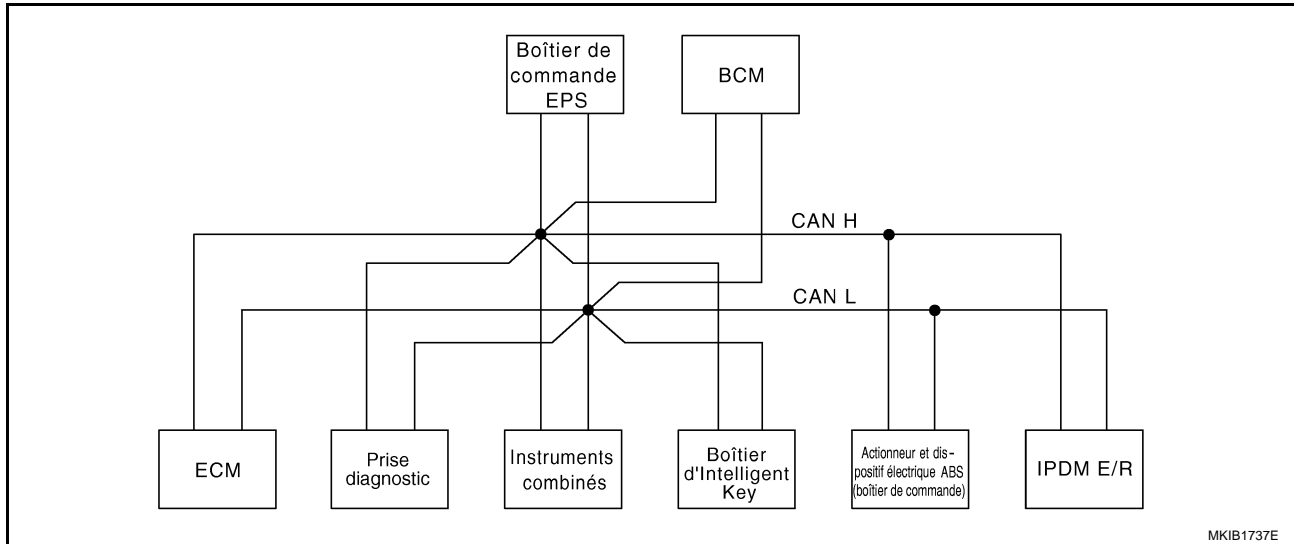 Boîtier de
commande
EPS
BCM
CAN H
CAN L
ECM
Prise
diagnostic
Instruments
combinés
Boîtier
d'Intelligent
Key
Actionneur et dis-
positif électrique ABS
(boîtier de commande)
IPDM E/R
MKIB1737E